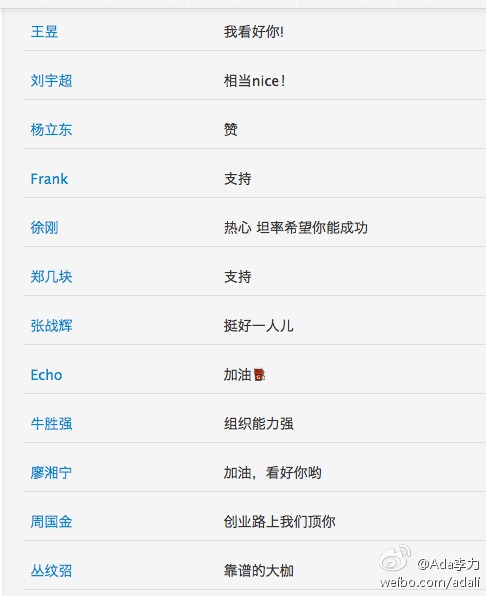 王昱 我看好你!
刘宇超 相当nice!
杨立东 赞
Frank 支持
徐刚 热心 坦率希望你能成功
郑几块 支持
张战辉 挺好一人儿
Echo 加油
牛胜强 组织能力强
廖湘宁 加油，看好你哟
周国金 创业路上我们顶你
丛纹弨 靠谱的大枷
@Ada李力
weibo.com/adali